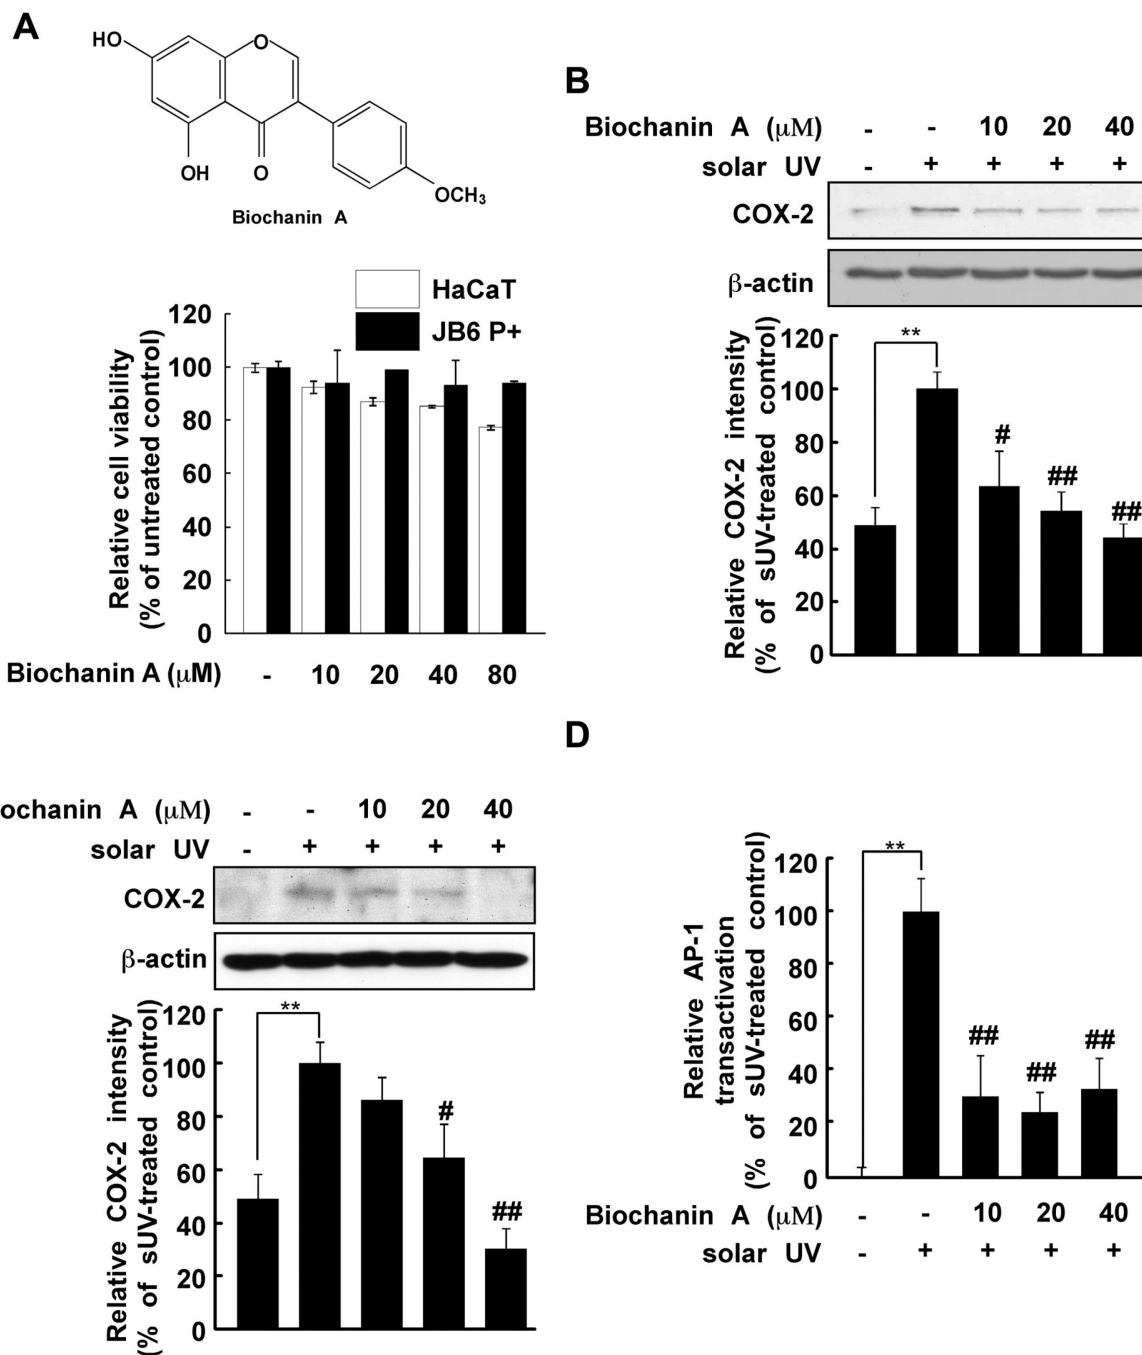 A
HO
O
OH
O
OCH3
Biochanin A
HaCaT
JB6 P+
Relative cell viability
(% of untreated control)
120
100
80
60
40
20
0
Biochanin A (μM) - 10 20 40 80
B
Biochanin A (μM) - - 10 20 40
solar UV - + + + +
COX-2
β-actin
Relative COX-2 intensity
(% of sUV-treated control)
120
100
80
60
40
20
0
**
#
##
##
ochanin A (μM) - - 10 20 40
solar UV - + + + +
COX-2
β-actin
Relative COX-2 intensity
(% of sUV-treated control)
120
100
80
60
40
20
0
**
#
##
D
Relative AP-1
transactivation
(% of sUV-treated control)
120
100
80
60
40
20
0
**
##
##
##
Biochanin A (μM) - - 10 20 40
solar UV - + + + +